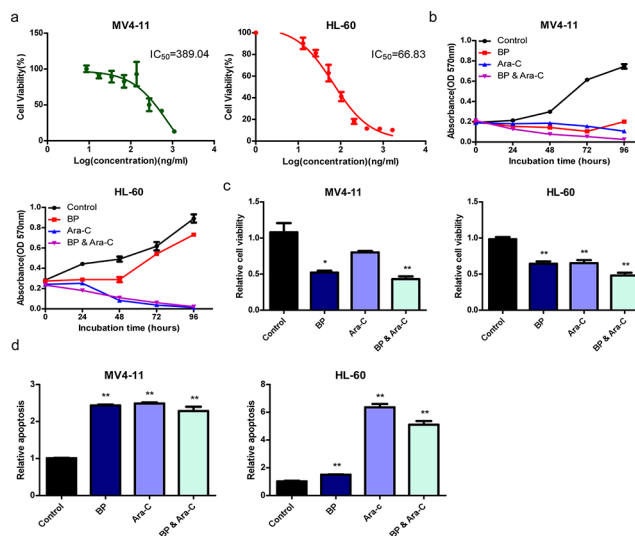 a
MV4-11
IC50=389.04
Cell Viability(%)
150
100
50
0
0 1 2 3 4
Log(concentration)(ng/ml)
HL-60
IC50=66.83
Cell Viability(%)
100
50
0
0 1 2 3 4
Log(concentration)(ng/ml)
b
MV4-11
Control
BP
Ara-C
BP & Ara-C
Absorbance(OD 570nm)
1.0
0.8
0.6
0.4
0.2
0.0
0 24 48 72 96
Incubation time (hours)
HL-60
Control
BP
Ara-C
BP & Ara-C
Absorbance(OD 570nm)
1.0
0.8
0.6
0.4
0.2
0.0
0 24 48 72 96
Incubation time (hours)
c
MV4-11
Relative cell viability
1.5
1.0
0.5
0.0
*
**
Control
BP
Ara-C
BP & Ara-C
HL-60
Relative cell viability
1.5
1.0
0.5
0.0
**
**
**
Control
BP
Ara-C
BP & Ara-C
d
MV4-11
Relative apoptosis
3
2
1
0
**
**
**
Control
BP
Ara-C
BP & Ara-C
HL-60
Relative apoptosis
8
6
4
2
0
**
**
**
Control
BP
Ara-c
BP & Ara-C